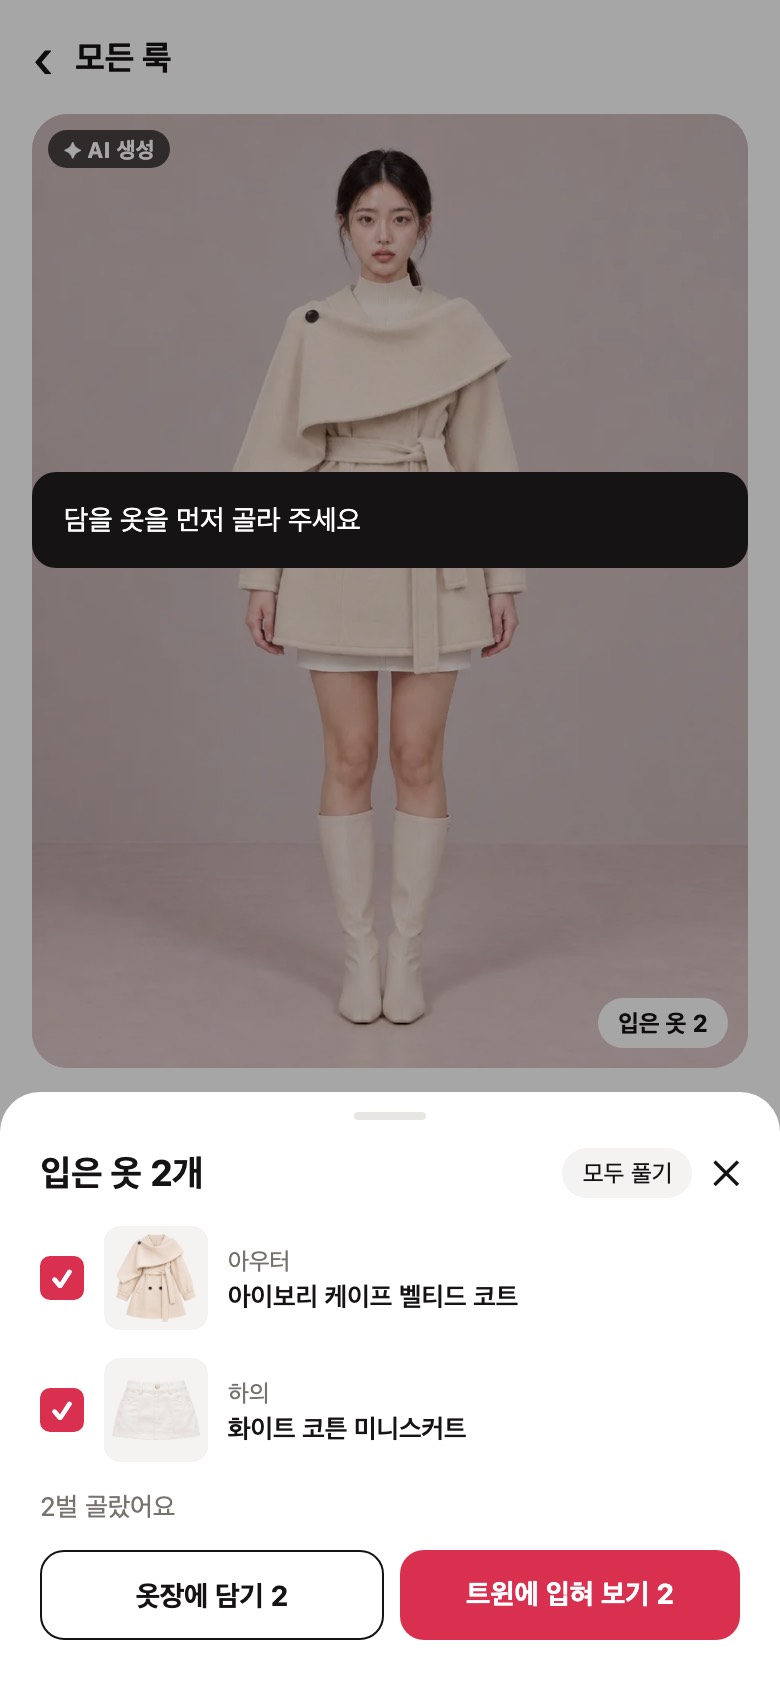 모든 룩
AI 생성
담을 옷을 먼저 골라 주세요
입은 옷 2
입은 옷 2개
모두 풀기
아우터
아이보리 케이프 벨티드 코트
하의
화이트 코튼 미니스커트
2벌 골랐어요
옷장에 담기 2
트윈에 입혀 보기 2